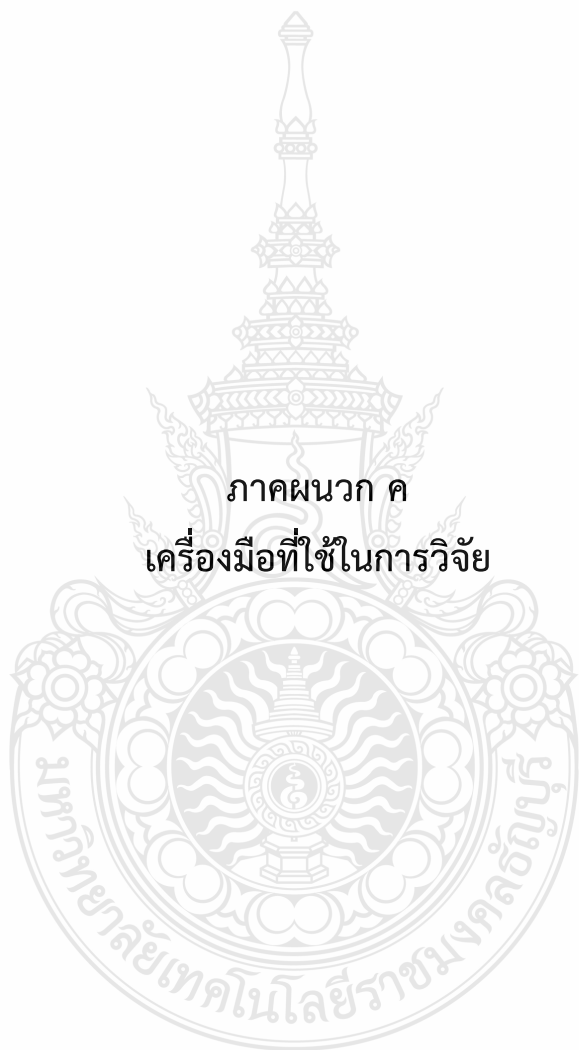 ภาคผนวก ค
เครื่องมือที่ใช้ในการวิจัย
มหาวิทยาลัยเทคโนโลยีราชมงคลธัญบุรี